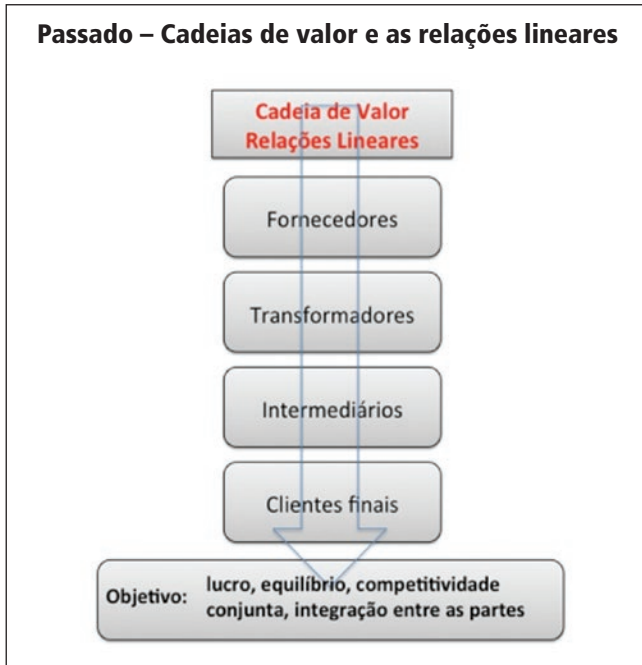 Passado – Cadeias de valor e as relações lineares
Cadeia de Valor
Relações Lineares
Fornecedores
Transformadores
Intermediários
Clientes finais
Objetivo: lucro, equilíbrio, competitividade
conjunta, integração entre as partes